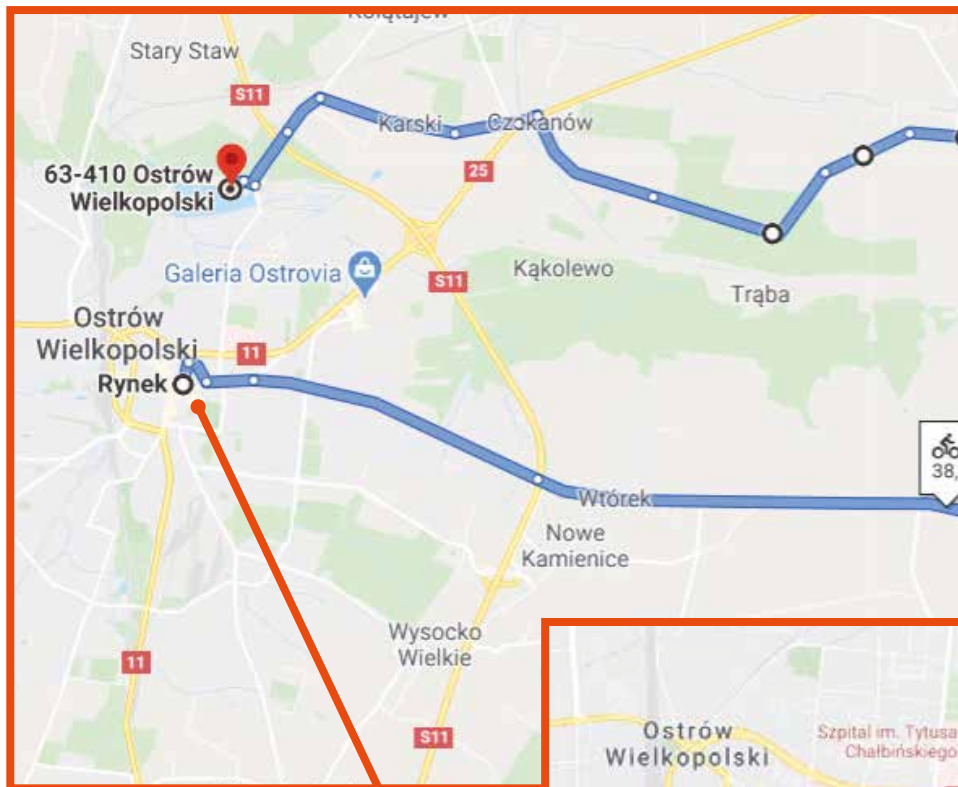 Stary Staw
S11
Karski
Czekanów
63-410 Ostrów
Wielkopolski
25
Galeria Ostrovia
S11
Kąkolewo
Trąba
Ostrów
Wielkopolski
11
Rynek
38,
Wtórek
Nowe
Kamienice
Wysocko
Wielkie
11
S11
Ostrów
Wielkopolski
Szpital im. Tytusa
Chałbińskiego